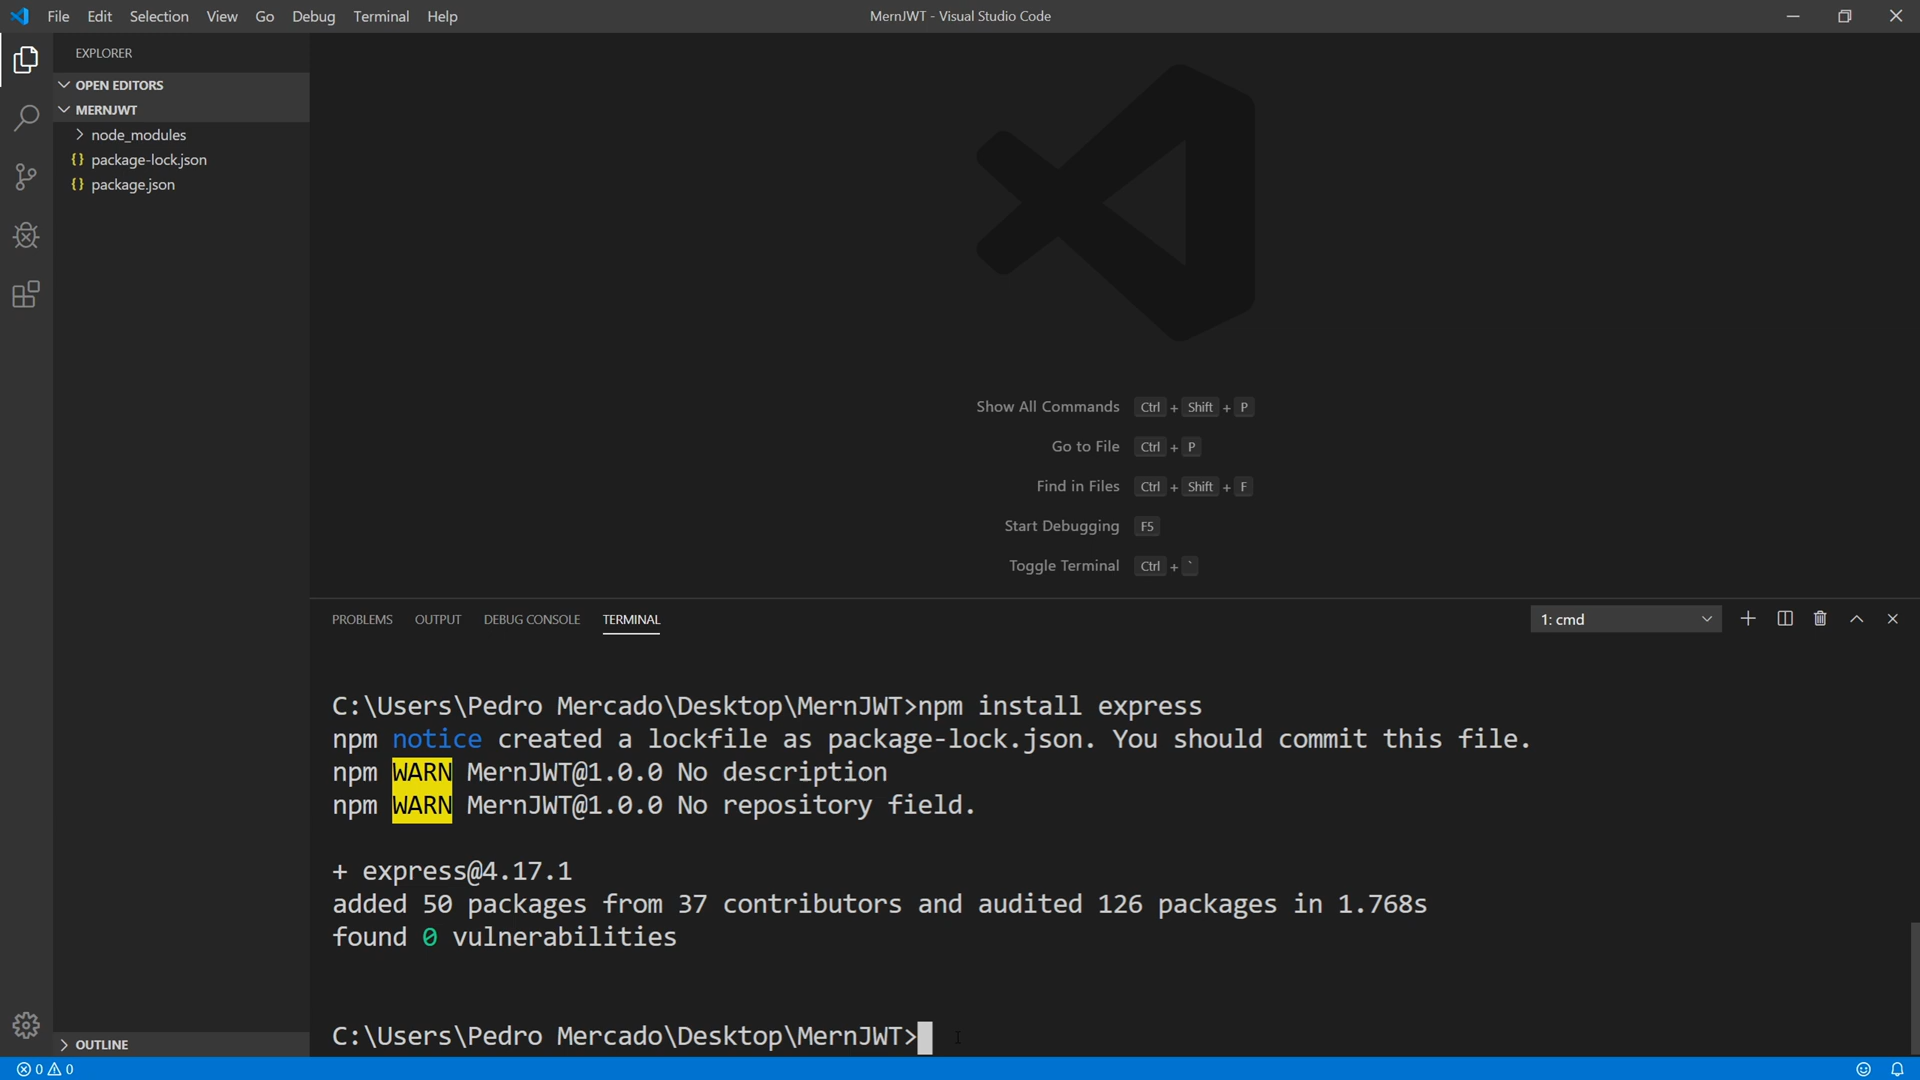 File Edit Selection View Go Debug Terminal Help
MernJWT - Visual Studio Code
EXPLORER
OPEN EDITORS
MERNJWT
node_modules
{} package-lock.json
{} package.json
Show All Commands Ctrl + Shift + P
Go to File Ctrl + P
Find in Files Ctrl + Shift + F
Start Debugging F5
Toggle Terminal Ctrl + `
PROBLEMS OUTPUT DEBUG CONSOLE TERMINAL
1: cmd
C:\Users\Pedro Mercado\Desktop\MernJWT>npm install express
npm notice created a lockfile as package-lock.json. You should commit this file.
npm WARN MernJWT@1.0.0 No description
npm WARN MernJWT@1.0.0 No repository field.
+ express@4.17.1
added 50 packages from 37 contributors and audited 126 packages in 1.768s
found 0 vulnerabilities
C:\Users\Pedro Mercado\Desktop\MernJWT>
OUTLINE
0 0